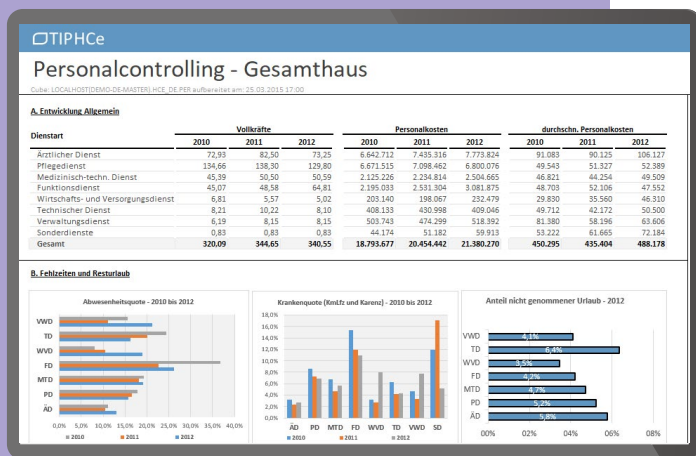 TIPHCe
Personalcontrolling - Gesamthaus
Cube: LOCALHOST(DEMO-DE-MASTER).HCE_DE.PER aufbereitet am: 25.03.2015 17:00
A. Entwicklung Allgemein
Dienstart Vollkräfte Personalkosten durchschn. Personalkosten
2010 2011 2012 2010 2011 2012 2010 2011 2012
Ärztlicher Dienst 72,93 82,50 73,25 6.642.712 7.435.316 7.773.824 91.083 90.125 106.127
Pflegedienst 134,66 138,30 129,80 6.671.515 7.098.462 6.800.076 49.543 51.327 52.389
Medizinisch-techn. Dienst 45,39 50,50 50,59 2.125.226 2.234.814 2.504.665 46.821 44.254 49.509
Funktionsdienst 45,07 48,58 64,81 2.195.033 2.531.304 3.081.875 48.703 52.106 47.552
Wirtschafts- und Versorgungsdienst 6,81 5,57 5,02 203.140 198.067 232.479 29.832 35.560 46.310
Technischer Dienst 8,21 10,22 8,10 408.133 430.998 409.046 49.712 42.172 50.500
Verwaltungsdienst 6,19 8,15 8,15 503.743 474.299 518.392 81.380 58.196 63.606
Sonderdienste 0,83 0,83 0,83 44.174 51.182 59.913 53.222 61.665 72.184
Gesamt 320,09 344,65 340,55 18.793.677 20.454.442 21.380.270 450.295 435.404 488.178
B. Fehlzeiten und Resturlaub
Abwesenheitsquote - 2010 bis 2012
VWD
TD
WVD
FD
MTD
PD
ÄD
0,0% 5,0% 10,0% 15,0% 20,0% 25,0% 30,0% 35,0% 40,0%
2010 2011 2012
Krankenquote (KmLfz und Karenz) - 2010 bis 2012
18,0%
16,0%
14,0%
12,0%
10,0%
8,0%
6,0%
4,0%
2,0%
0,0%
ÄD PD MTD FD WVD TD VWD SD
2010 2011 2012
Anteil nicht genommener Urlaub - 2012
VWD 4,1%
TD 6,4%
WVD 3,5%
FD 4,2%
MTD 4,7%
PD 5,2%
ÄD 5,8%
00% 02% 04% 06% 08%